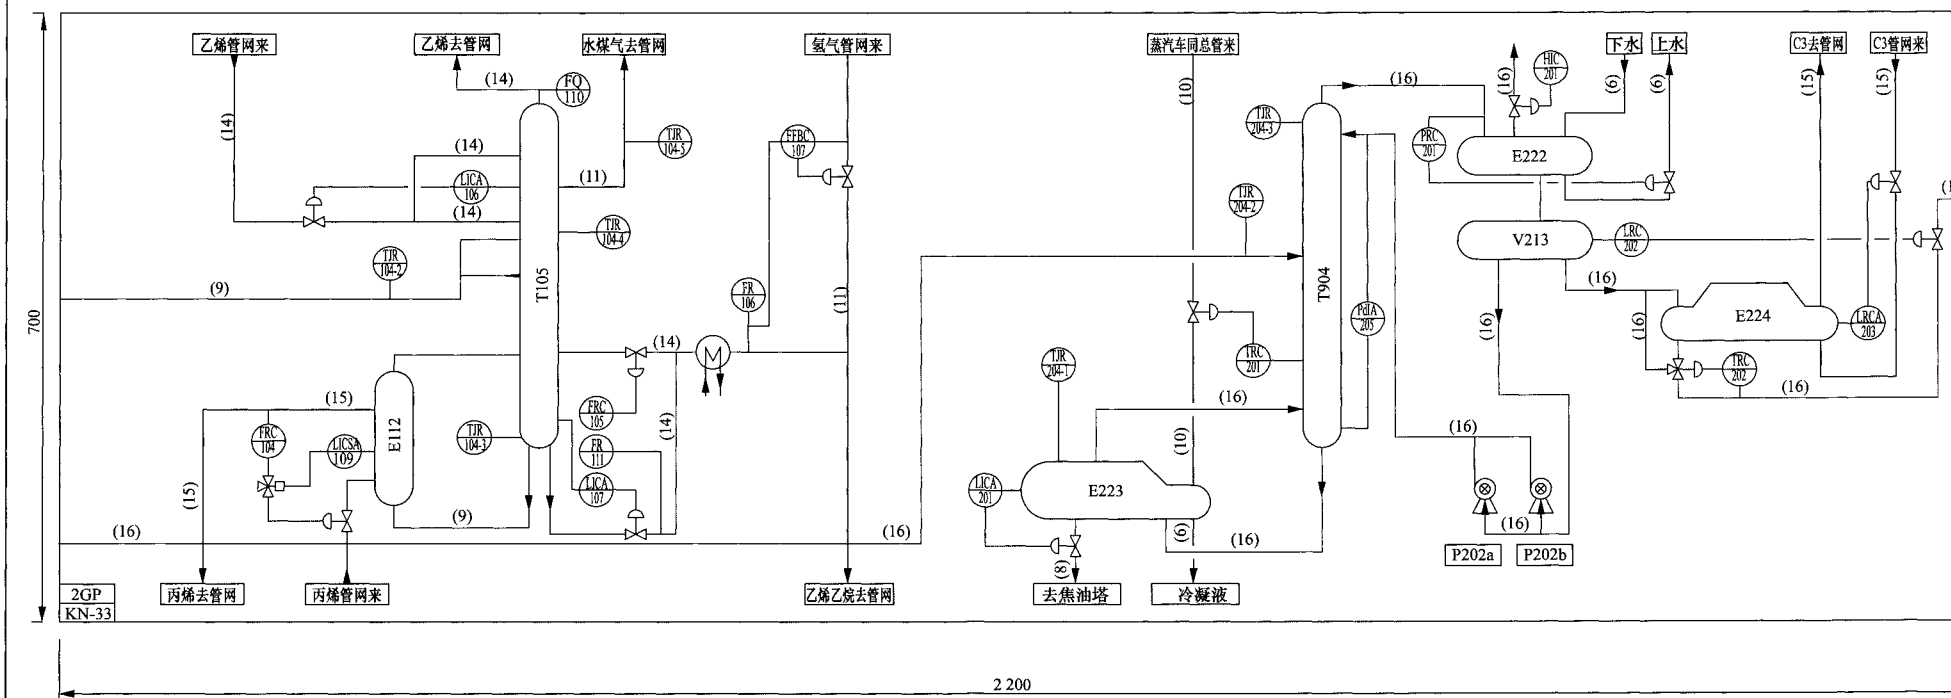 乙烯管网来
乙烯去管网
水煤气去管网
氢气管网来
蒸汽车同总管来
下水
上水
C3去管网
C3管网来
(14)
FQ
110
(14)
TJR
104-5
FFBC
107
(10)
TJR
204-3
(16)
(16)
HIC
201
(6)
(6)
(15)
(15)
PRC
201
E222
(14)
LICA
106
(11)
(14)
TJR
204-2
TJR
104-4
V213
LRC
202
TJR
104-2
(9)
T105
FR
106
(11)
T904
(16)
E224
PdIA
205
LRCA
203
(16)
(16)
700
(14)
M
TJR
204-1
TRC
201
TRC
202
(16)
(15)
FRC
105
(14)
(16)
FRC
104
LICSA
109
E112
TJR
104-3
FR
111
(10)
(16)
(15)
LICA
107
LICA
201
E223
(9)
(16)
(16)
(6)
(16)
(16)
P202a
P202b
(8)
2GP
KN-33
丙烯去管网
丙烯管网来
乙烯乙烷去管网
去焦油塔
冷凝液
2 200